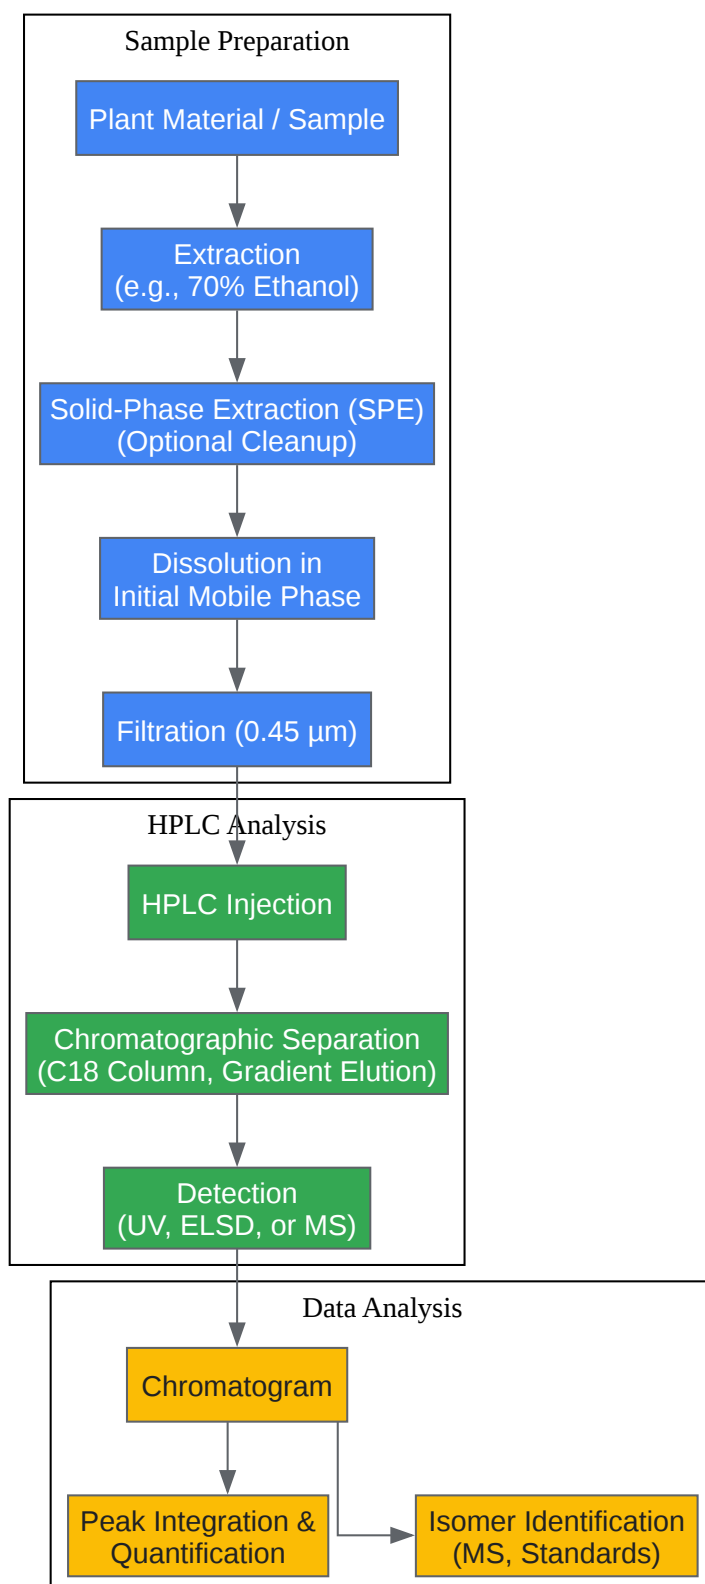 Sample Preparation
Plant Material / Sample
Extraction
(e.g., 70% Ethanol)
Solid-Phase Extraction (SPE)
(Optional Cleanup)
Dissolution in
Initial Mobile Phase
Filtration (0.45 µm)
HPLC Analysis
HPLC Injection
Chromatographic Separation
(C18 Column, Gradient Elution)
Detection
(UV, ELSD, or MS)
Data Analysis
Chromatogram
Peak Integration &
Quantification
Isomer Identification
(MS, Standards)